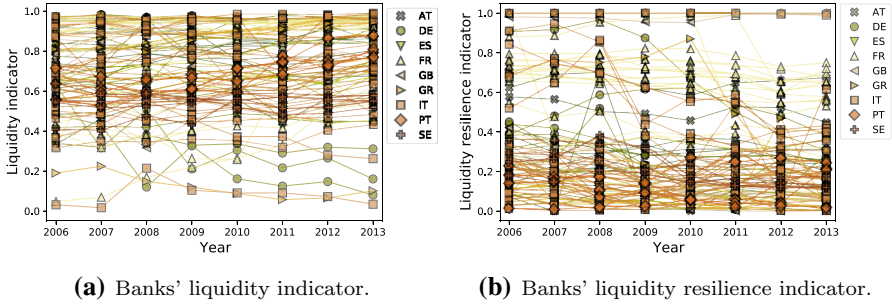 Liquidity indicator
1.0
0.8
0.6
0.4
0.2
0.0
2006 2007 2008 2009 2010 2011 2012 2013
Year
AT
DE
ES
FR
GB
GR
IT
PT
SE
(a) Banks' liquidity indicator.
Liquidity resilience indicator
1.0
0.8
0.6
0.4
0.2
0.0
2006 2007 2008 2009 2010 2011 2012 2013
Year
AT
DE
ES
FR
GB
GR
IT
PT
SE
(b) Banks' liquidity resilience indicator.